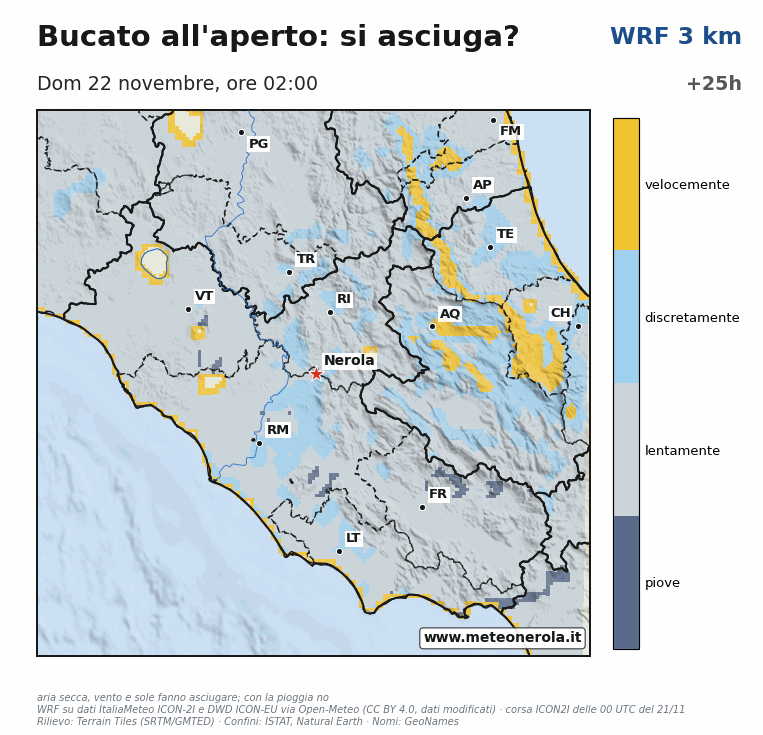 Bucato all'aperto: si asciuga?
WRF 3 km
Dom 22 novembre, ore 02:00
+25h
FM
PG
AP
TE
TR
VT
RI
AQ
CH
Nerola
RM
FR
LT
www.meteonerola.it
velocemente
discretamente
lentamente
piove
aria secca, vento e sole fanno asciugare; con la pioggia no
WRF su dati ItaliaMeteo ICON-2I e DWD ICON-EU via Open-Meteo (CC BY 4.0, dati modificati) · corsa ICON2I delle 00 UTC del 21/11
Rilievo: Terrain Tiles (SRTM/GMTED) · Confini: ISTAT, Natural Earth · Nomi: GeoNames